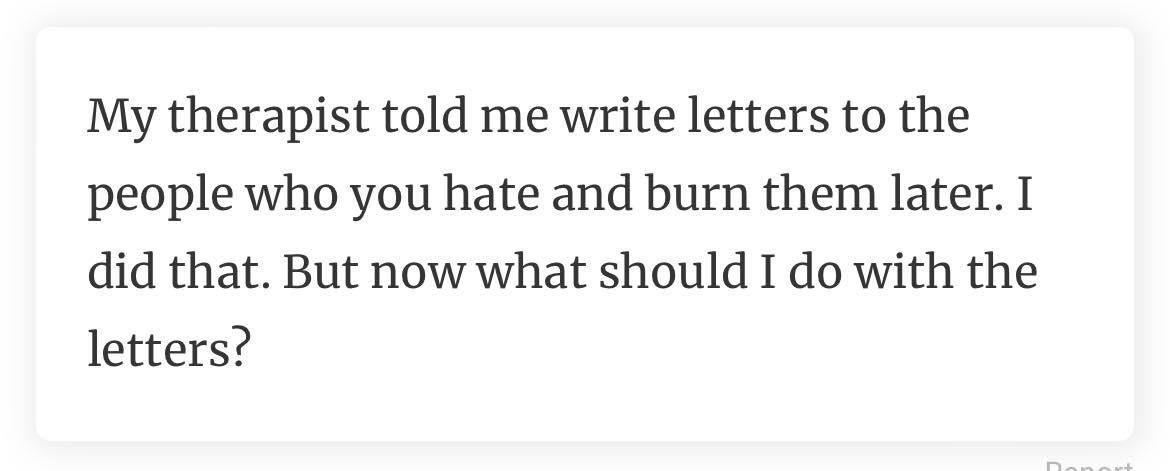 My therapist told me write letters to the
people who you hate and burn them later. I
did that. But now what should I do with the
letters?
Report